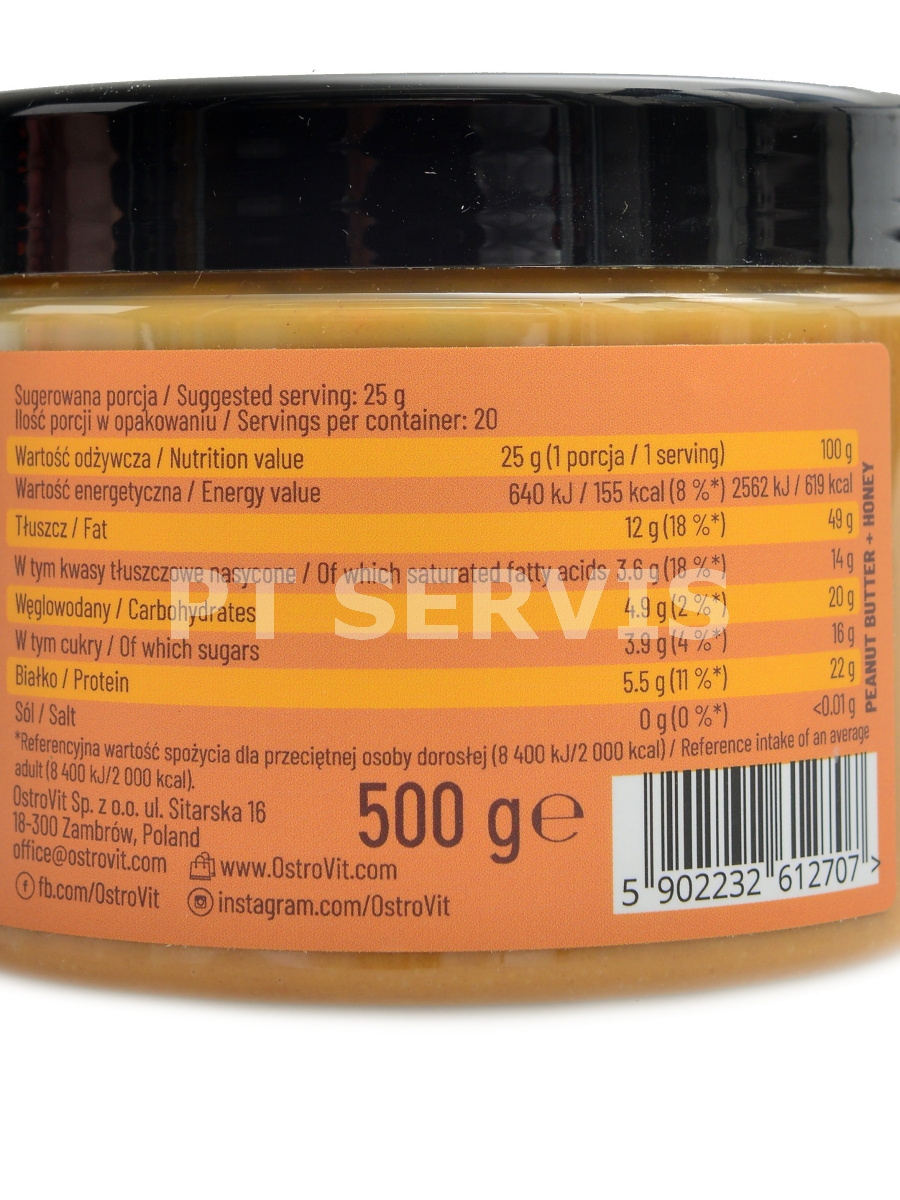 Sugerowana porcja / Suggested serving: 25 g
Ilość porcji w opakowaniu / Servings per container: 20
Wartość odżywcza / Nutrition value 25 g (1 porcja / 1 serving) 100 g
Wartość energetyczna / Energy value 640 kJ / 155 kcal (8 %*) 2562 kJ / 619 kcal
Tłuszcz / Fat 12 g (18 %*) 49 g
W tym kwasy tłuszczowe nasycone / Of which saturated fatty acids 3.6 g (18 %*) 14 g
Węglowodany / Carbohydrates 4.9 g (2 %*) 20 g
W tym cukry / Of which sugars 3.9 g (4 %*) 16 g
Białko / Protein 5.5 g (11 %*) 22 g
Sól / Salt 0 g (0 %*) <0.01 g
*Referencyjna wartość spożycia dla przeciętnej osoby dorosłej (8 400 kJ/2 000 kcal) / Reference intake of an average
adult (8 400 kJ/2 000 kcal).
OstroVit Sp. z o.o. ul. Sitarska 16
18-300 Zambrów, Poland
office@ostrovit.com
www.OstroVit.com
fb.com/OstroVit
instagram.com/OstroVit
500 g ℮
5 902232 612707 >
PEANUT BUTTER + HONEY
PT SERVIS